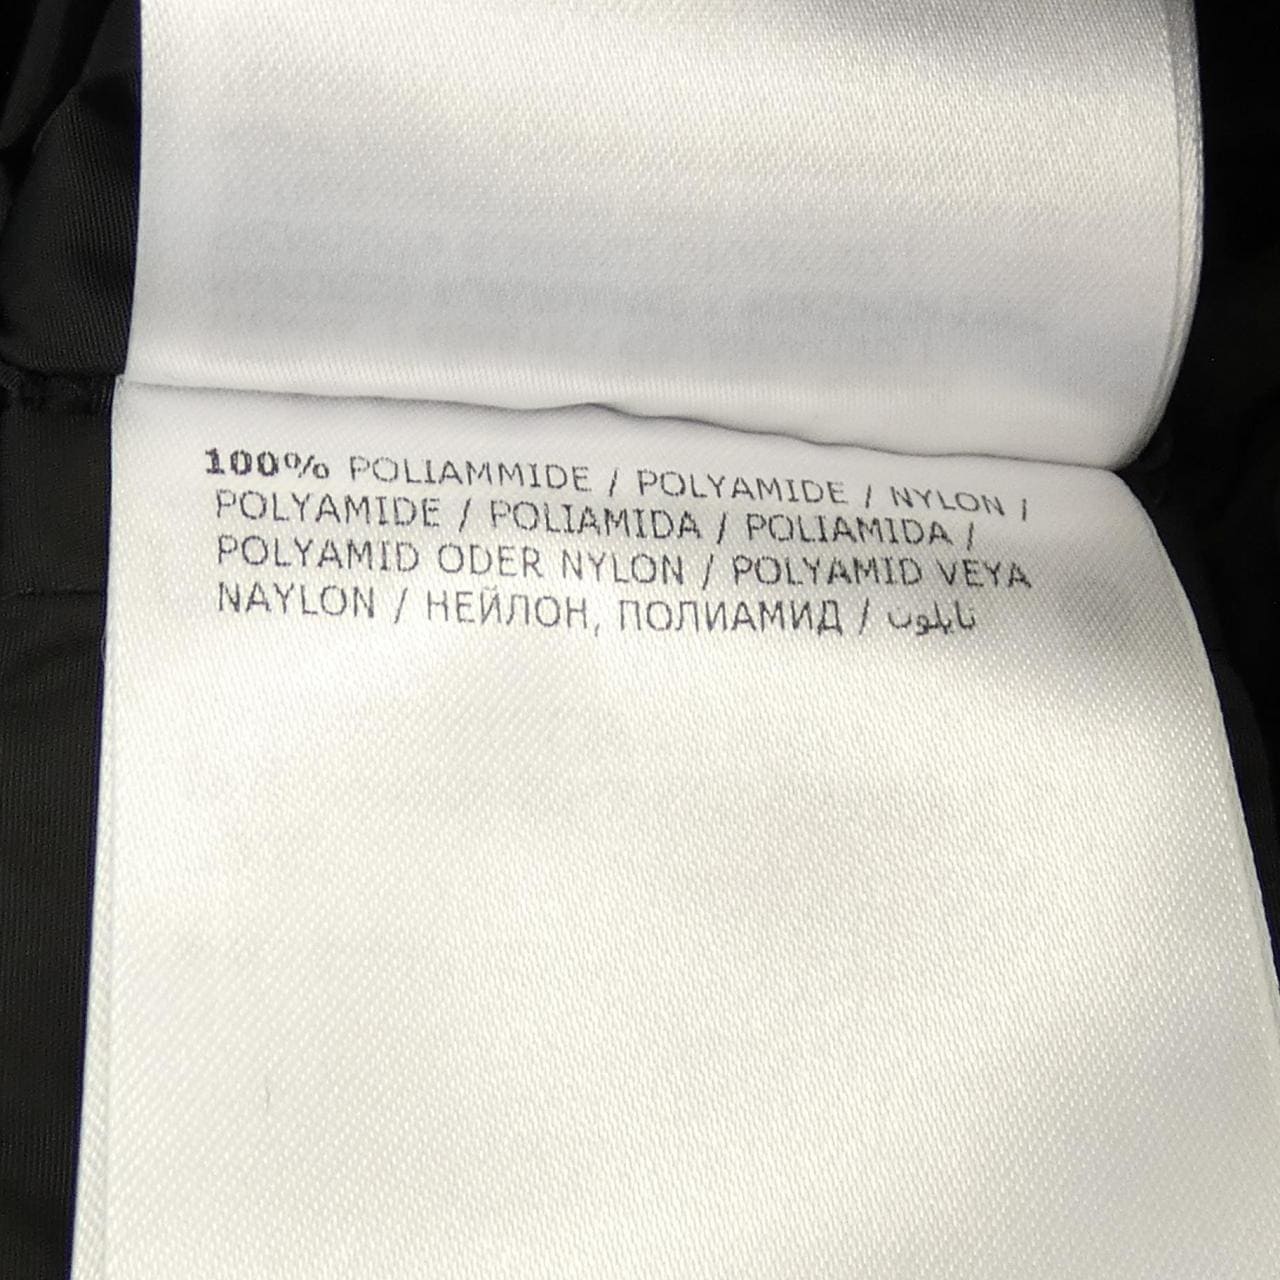 100% POLIAMMIDE / POLYAMIDE / NYLON /
POLYAMIDE / POLIAMIDA / POLIAMIDA /
POLYAMID ODER NYLON / POLYAMID VEYA
NAYLON / НЕЙЛОН, ПОЛИАМИД / نايلون